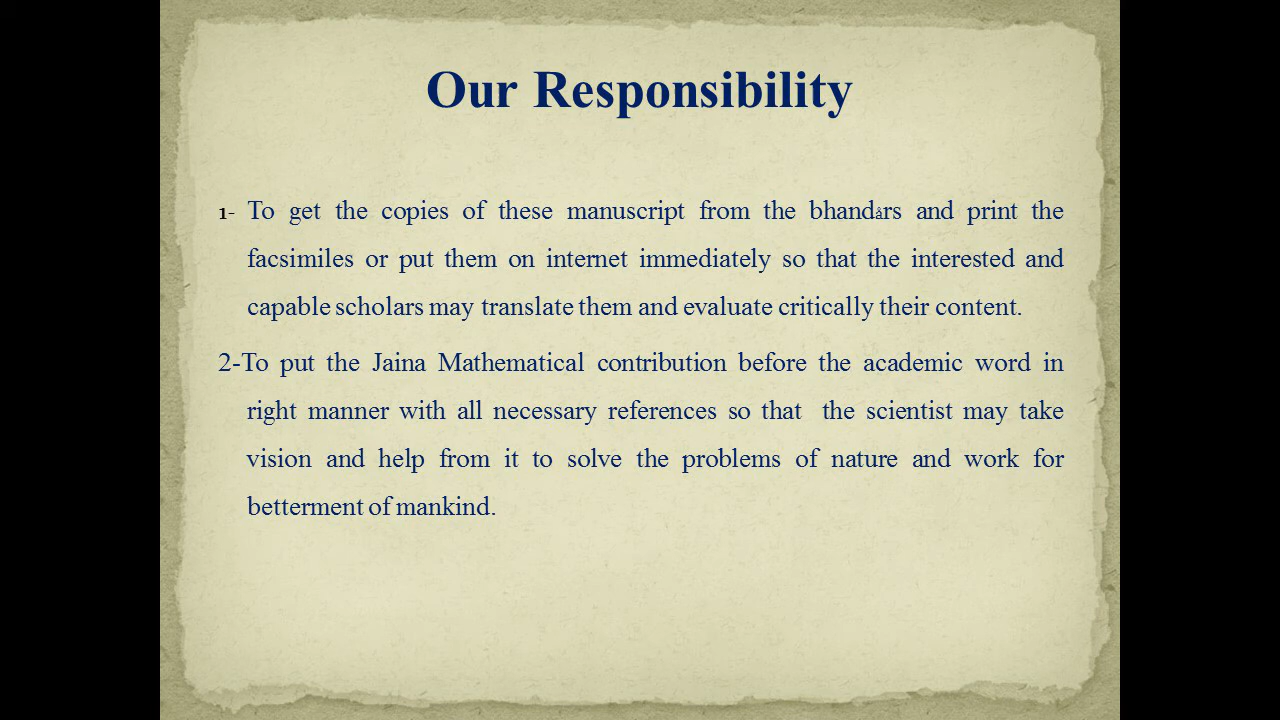 Our Responsibility
1- To get the copies of these manuscript from the bhandårs and print the
facsimiles or put them on internet immediately so that the interested and
capable scholars may translate them and evaluate critically their content.
2-To put the Jaina Mathematical contribution before the academic word in
right manner with all necessary references so that the scientist may take
vision and help from it to solve the problems of nature and work for
betterment of mankind.